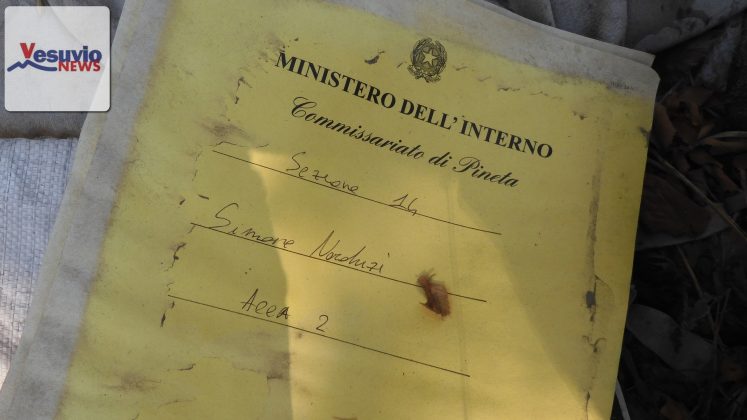 Vesuvio
NEWS
MINISTERO DELL'INTERNO
Commissariato di Pineta
Sezione 14
Simone
Area 2